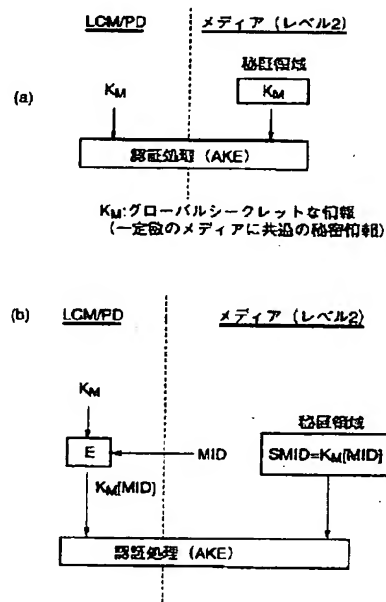 LCM/PD
メディア (レベル2)
(a)
秘匿領域
KM
KM
認証処理 (AKE)
KM:グローバルシークレットな情報
(一定数のメディアに共通の秘密情報)
(b)
LCM/PD
メディア (レベル2)
KM
秘匿領域
E
MID
SMID=KM[MID]
KM[MID]
認証処理 (AKE)